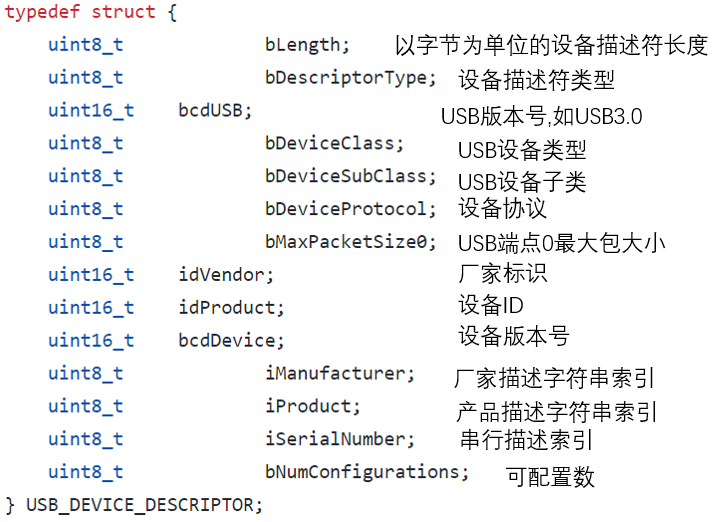 typedef struct {
uint8_t bLength; 以字节为单位的设备描述符长度
uint8_t bDescriptorType; 设备描述符类型
uint16_t bcdUSB; USB版本号,如USB3.0
uint8_t bDeviceClass; USB设备类型
uint8_t bDeviceSubClass; USB设备子类
uint8_t bDeviceProtocol; 设备协议
uint8_t bMaxPacketSize0; USB端点0最大包大小
uint16_t idVendor; 厂家标识
uint16_t idProduct; 设备ID
uint16_t bcdDevice; 设备版本号
uint8_t iManufacturer; 厂家描述字符串索引
uint8_t iProduct; 产品描述字符串索引
uint8_t iSerialNumber; 串行描述索引
uint8_t bNumConfigurations; 可配置数
} USB_DEVICE_DESCRIPTOR;